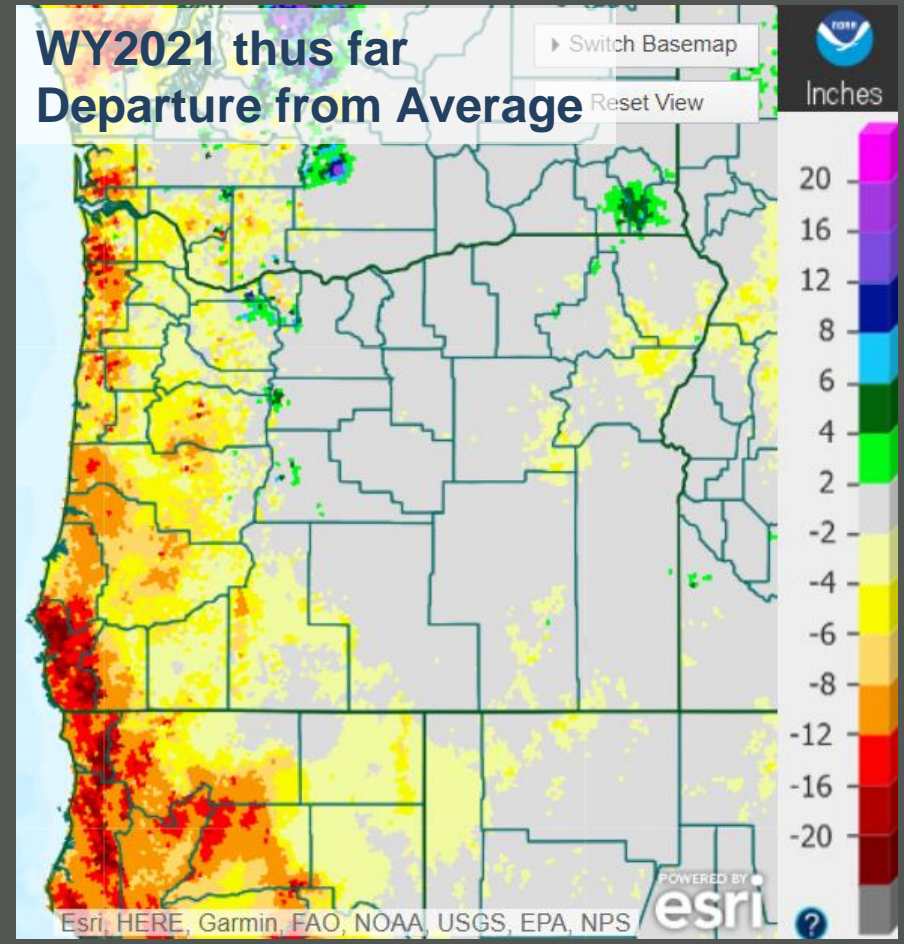 WY2021 thus far
Departure from Average
Switch Basemap
Reset View
NOAA
Inches
20
16
12
8
6
4
2
-2
-4
-6
-8
-12
-16
-20
POWERED BY
esri
Esri, HERE, Garmin, FAO, NOAA, USGS, EPA, NPS
?